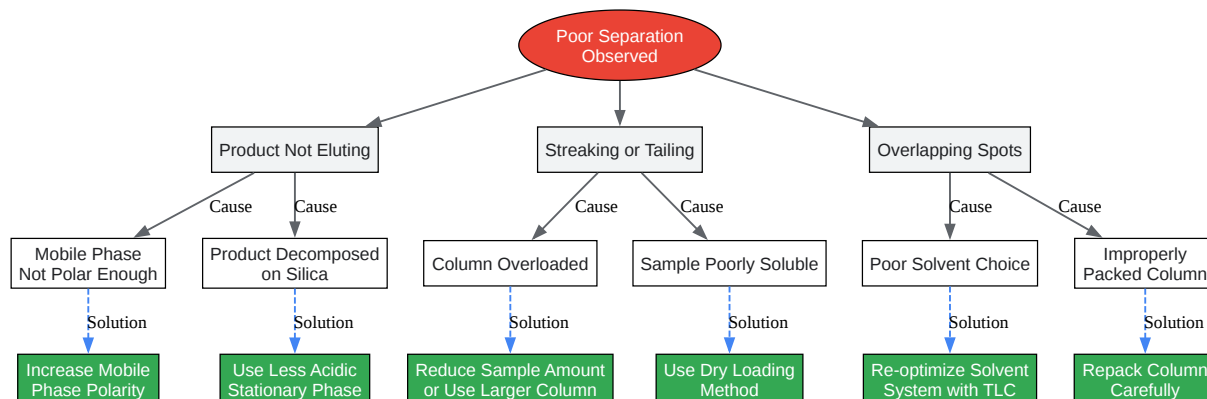 Poor Separation
Observed
Product Not Eluting
Streaking or Tailing
Overlapping Spots
Cause
Cause
Cause
Cause
Cause
Cause
Mobile Phase
Not Polar Enough
Product Decomposed
on Silica
Column Overloaded
Sample Poorly Soluble
Poor Solvent Choice
Improperly
Packed Column
Solution
Solution
Solution
Solution
Solution
Solution
Increase Mobile
Phase Polarity
Use Less Acidic
Stationary Phase
Reduce Sample Amount
or Use Larger Column
Use Dry Loading
Method
Re-optimize Solvent
System with TLC
Repack Column
Carefully